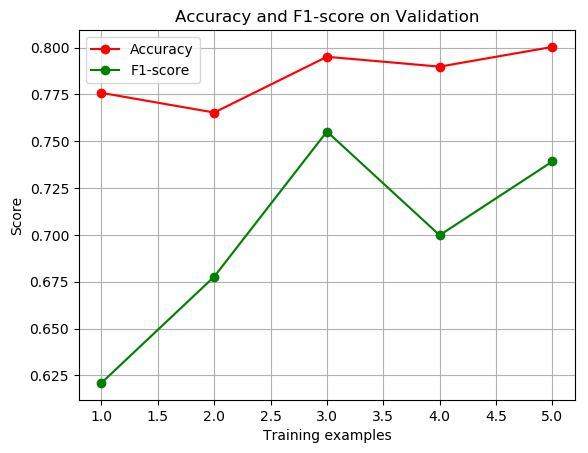 Accuracy and F1-score on Validation
Accuracy
F1-score
Score
0.800
0.775
0.750
0.725
0.700
0.675
0.650
0.625
1.0 1.5 2.0 2.5 3.0 3.5 4.0 4.5 5.0
Training examples